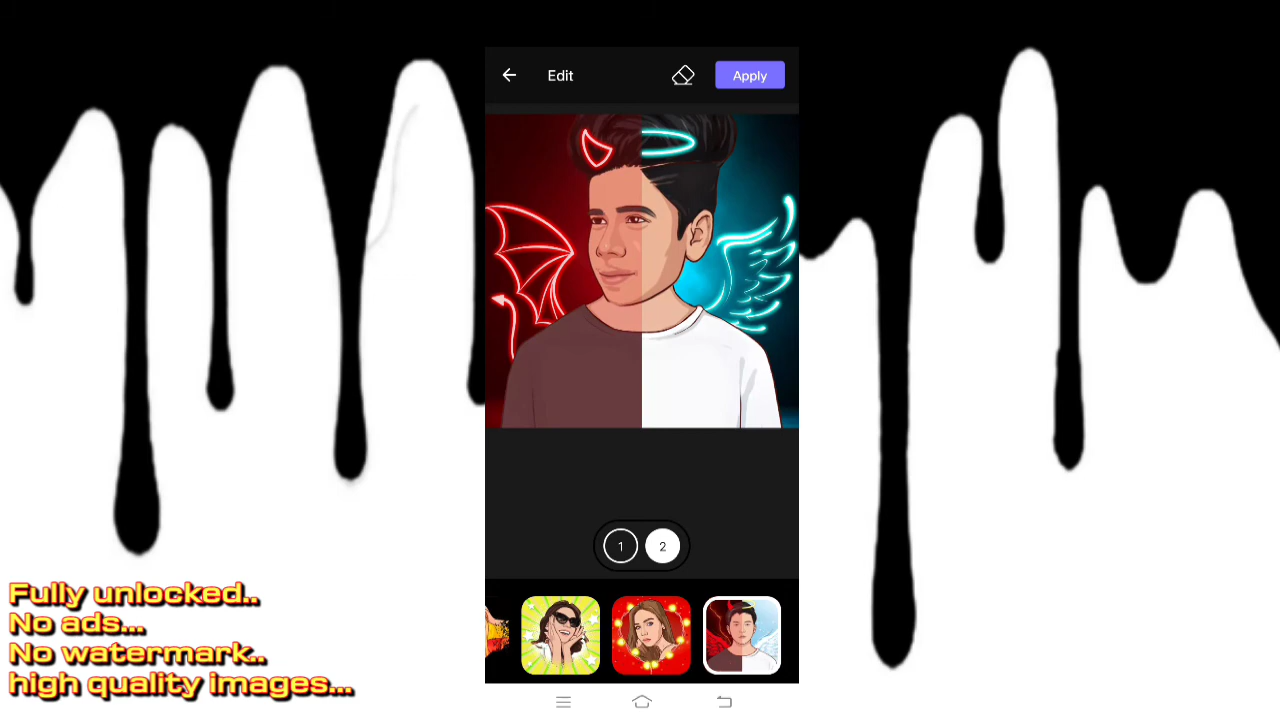 Edit
Apply
1
2
Fully unlocked..
No ads...
No watermark..
high quality images...